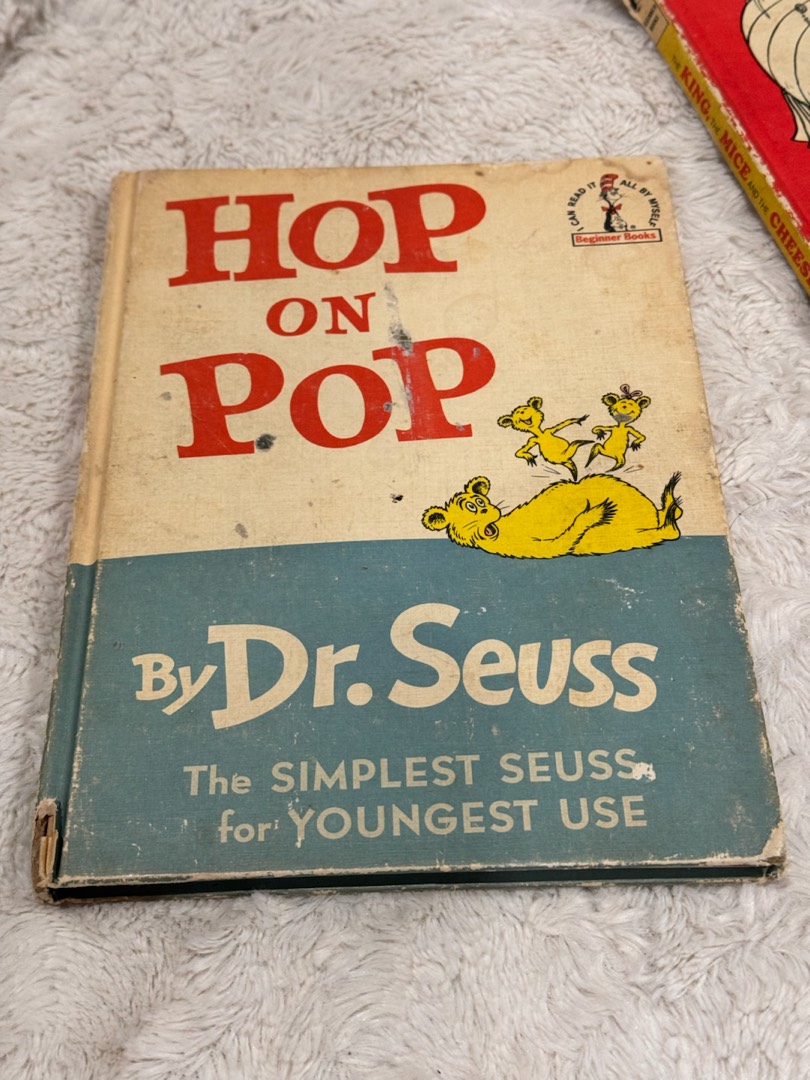 HOP
ON
POP
I CAN READ IT ALL BY MYSELF
Beginner Books
By Dr. Seuss
The SIMPLEST SEUSS
for YOUNGEST USE
THE KING, THE MICE AND THE CHEESE